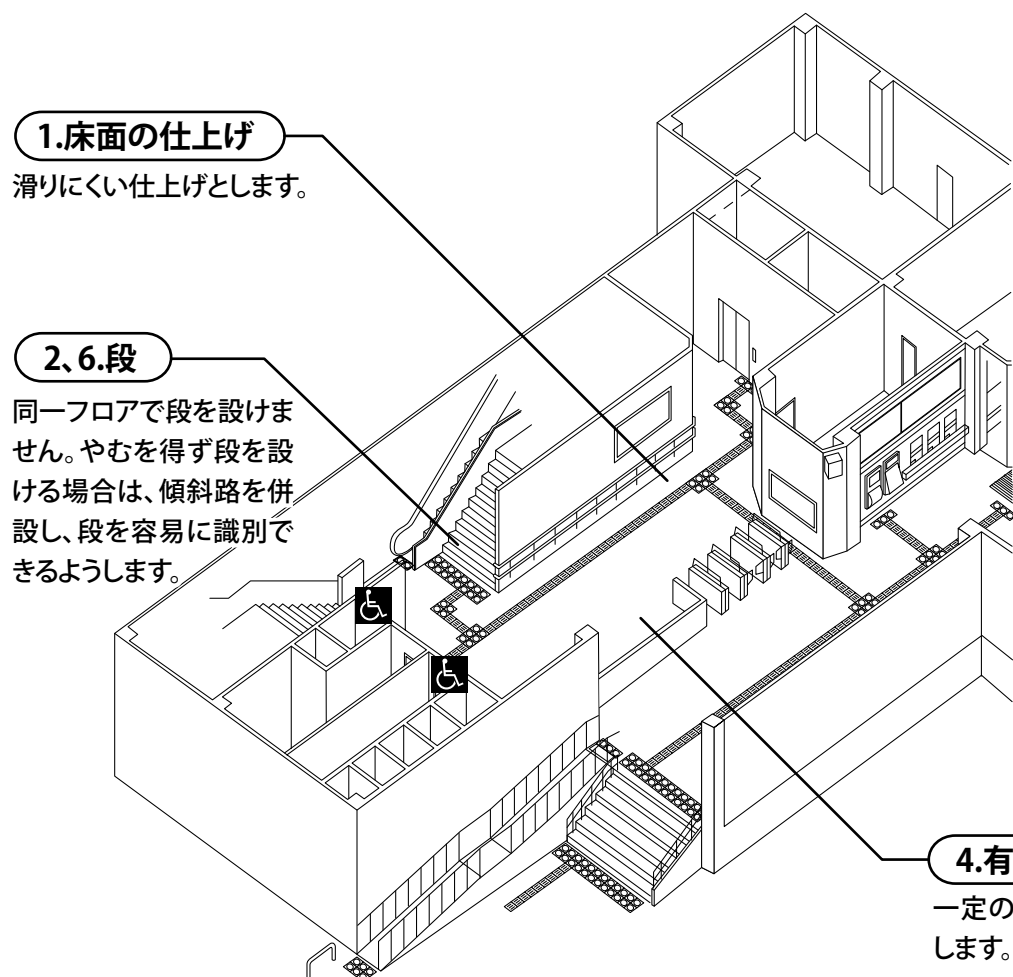 1.床面の仕上げ
滑りにくい仕上げとします。
2、6.段
同一フロアで段を設けま
せん。やむを得ず段を設
ける場合は、傾斜路を併
設し、段を容易に識別で
きるようします。
4.有
一定の
します。